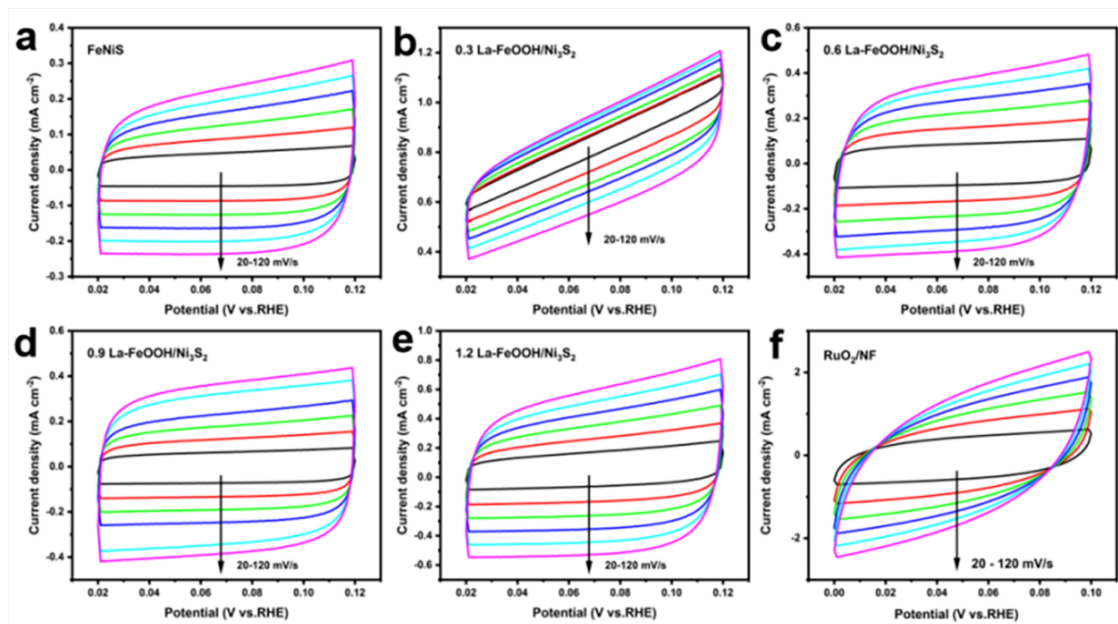 a
FeNiS
Current density (mA cm⁻²)
0.4
0.3
0.2
0.1
0.0
-0.1
-0.2
-0.3
20-120 mV/s
0.02 0.04 0.06 0.08 0.10 0.12
Potential (V vs.RHE)
b
0.3 La-FeOOH/Ni₃S₂
Current density (mA cm⁻²)
1.2
1.0
0.8
0.6
0.4
20-120 mV/s
0.02 0.04 0.06 0.08 0.10 0.12
Potential (V vs.RHE)
c
0.6 La-FeOOH/Ni₃S₂
Current density (mA cm⁻²)
0.6
0.4
0.2
0.0
-0.2
-0.4
20-120 mV/s
0.00 0.02 0.04 0.06 0.08 0.10
Potential (V vs.RHE)
d
0.9 La-FeOOH/Ni₃S₂
Current density (mA cm⁻²)
0.6
0.4
0.2
0.0
-0.2
-0.4
20-120 mV/s
0.02 0.04 0.06 0.08 0.10 0.12
Potential (V vs.RHE)
e
1.2 La-FeOOH/Ni₃S₂
Current density (mA cm⁻²)
1.0
0.8
0.6
0.4
0.2
0.0
-0.2
-0.4
-0.6
20-120 mV/s
0.02 0.04 0.06 0.08 0.10 0.12
Potential (V vs.RHE)
f
RuO₂/NF
Current density (mA cm⁻²)
2
0
-2
20 - 120 mV/s
0.00 0.02 0.04 0.06 0.08 0.10
Potential (V vs.RHE)